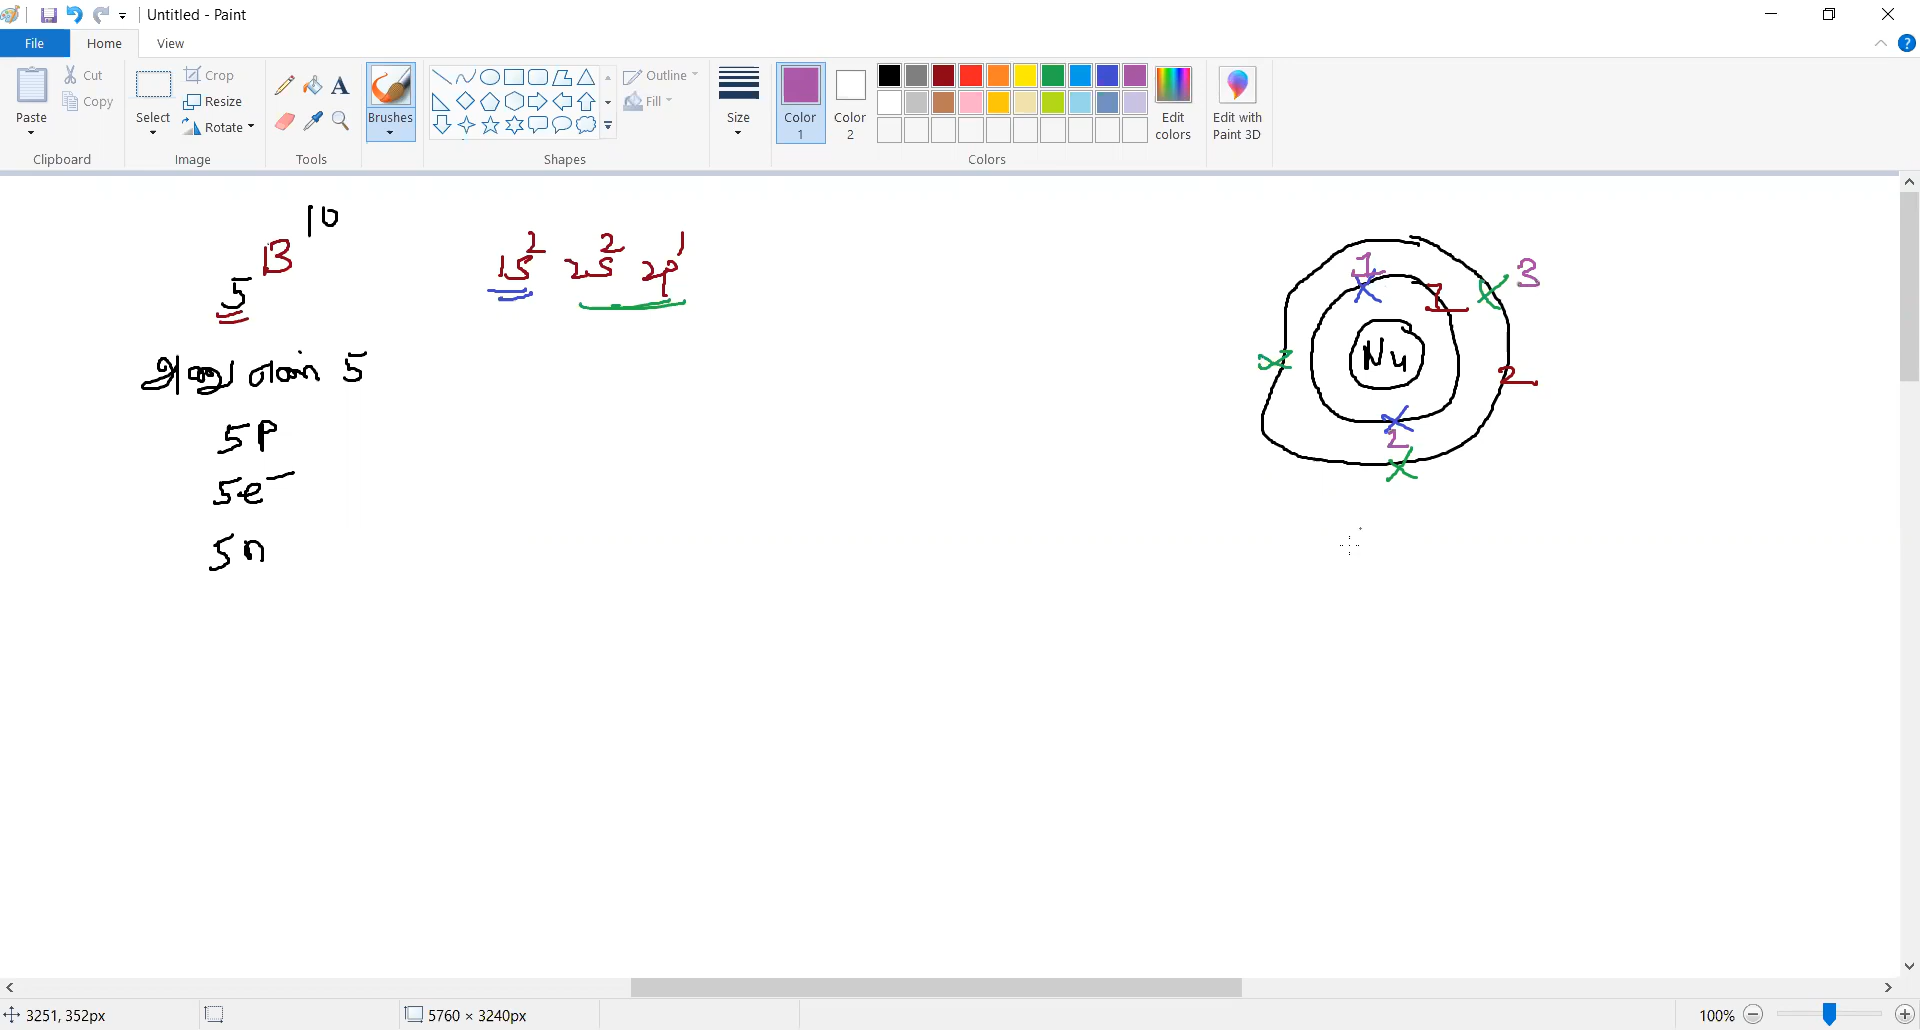 Untitled - Paint
File Home View
Paste
Cut
Copy
Clipboard
Select
Crop
Resize
Rotate
Image
Tools
Brushes
Shapes
Outline
Fill
Size
Color 1
Color 2
Colors
Edit colors
Edit with Paint 3D
5 B 10
1s² 2s² 2p¹
அணு எண் 5
5P
5e⁻
5n
1
1
3
Nu
2
2
3251, 352px
5760 × 3240px
100%